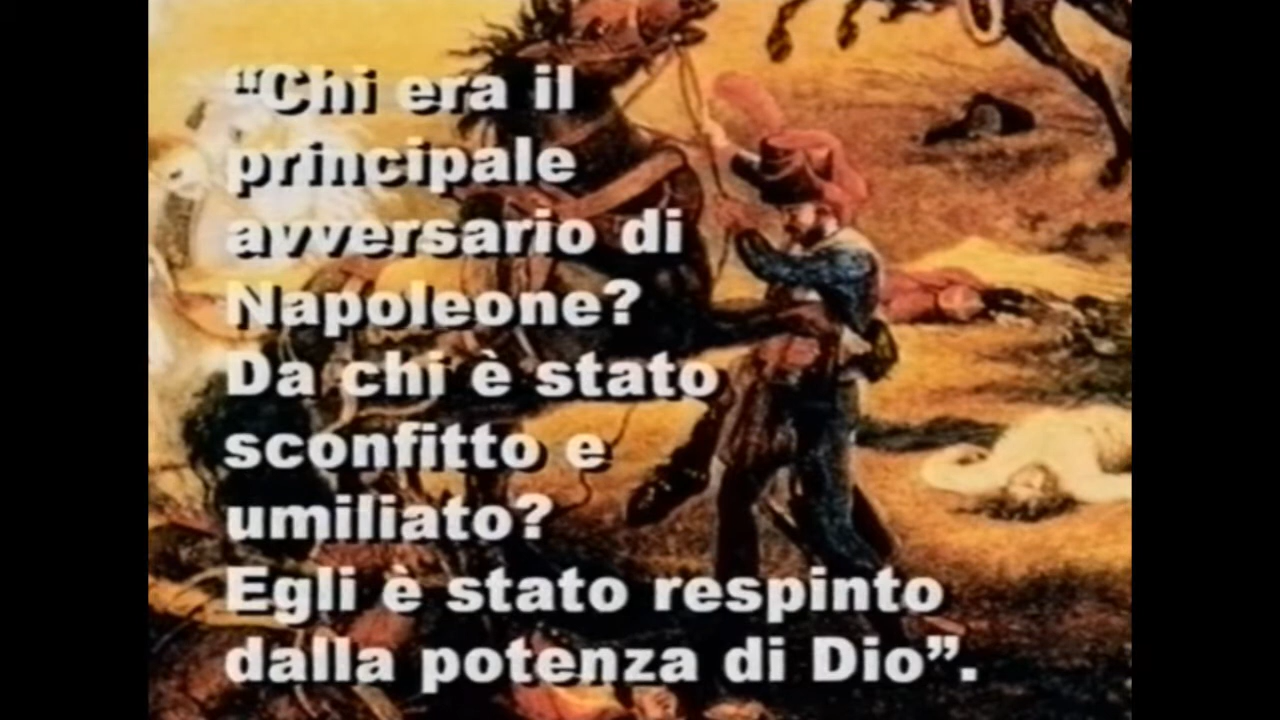 “Chi era il
principale
avversario di
Napoleone?
Da chi è stato
sconfitto e
umiliato?
Egli è stato respinto
dalla potenza di Dio”.